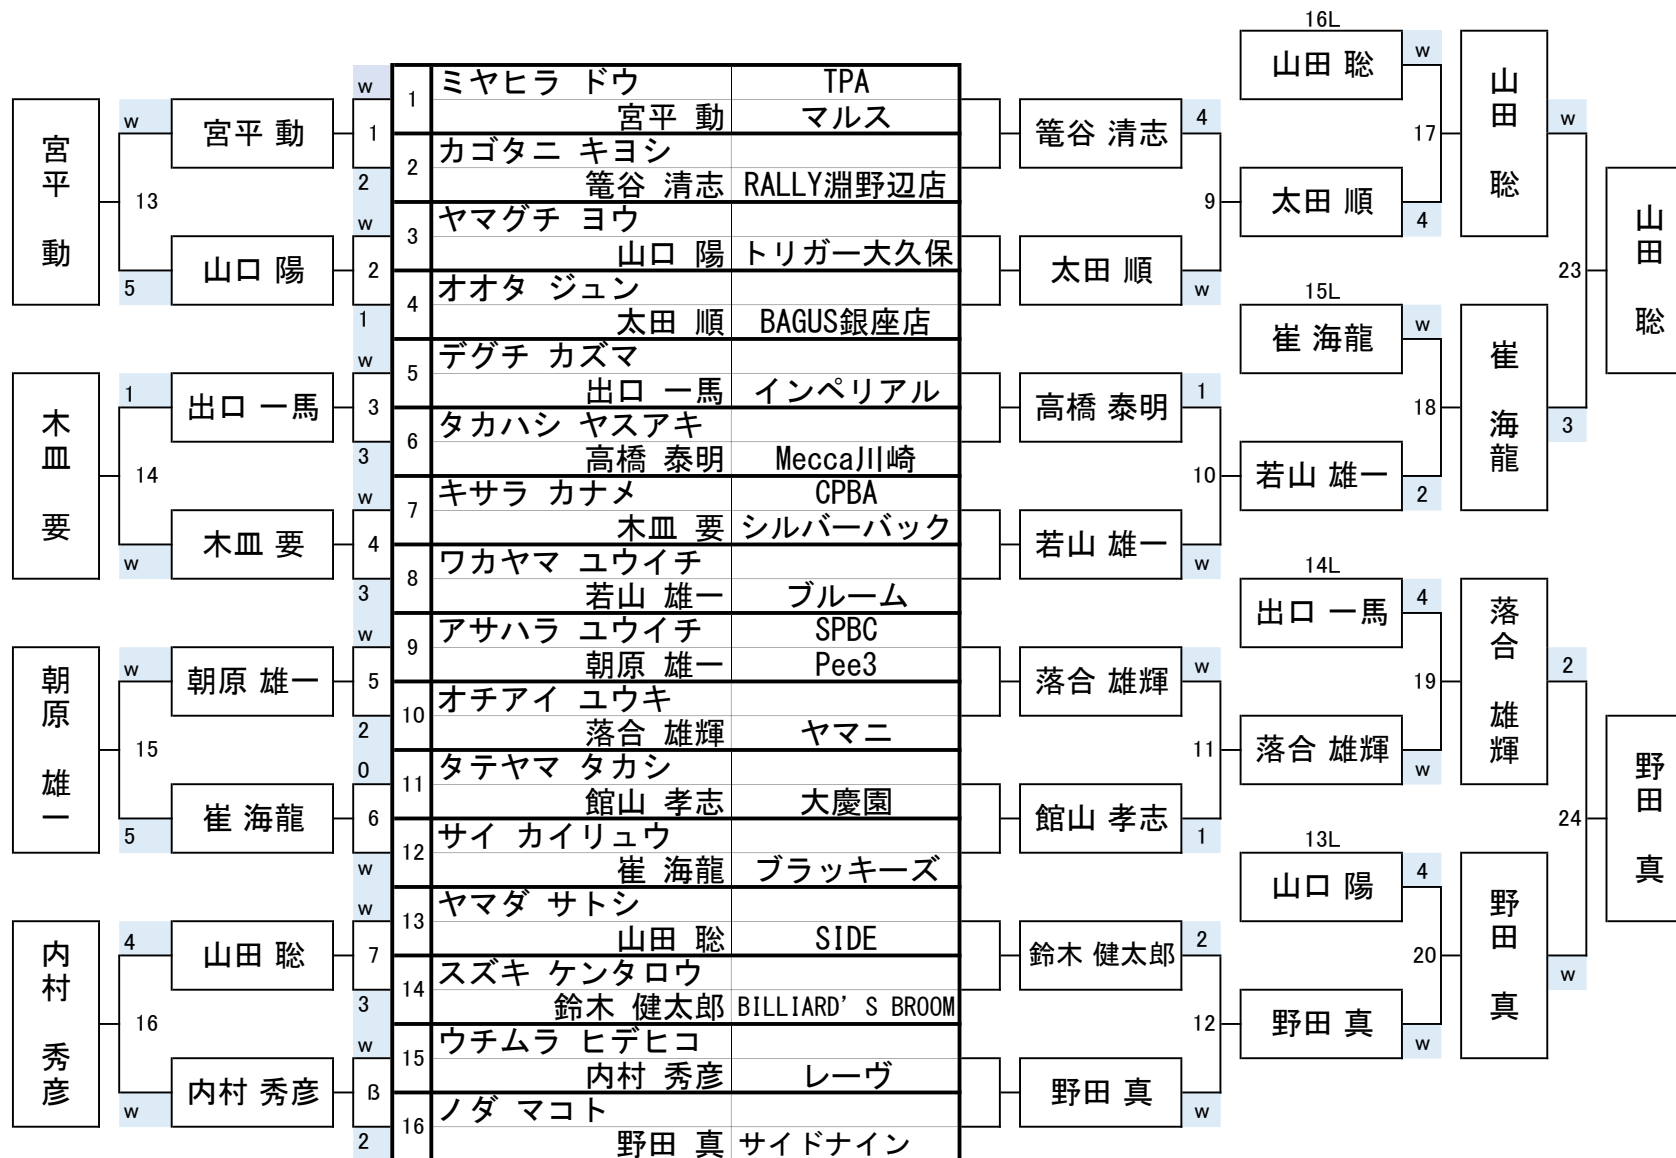 宮平 動
w
13
5
宮平 動
山口 陽
木皿 要
1
14
w
出口 一馬
木皿 要
朝原 雄一
w
15
5
朝原 雄一
崔 海龍
内村 秀彦
4
16
w
山田 聡
内村 秀彦
w
1
2
w
2
1
w
3
3
w
4
3
w
5
2
0
6
w
w
7
3
w
ß
2
1
ミヤヒラ ドウ TPA
宮平 動 マルス
2
カゴタニ キヨシ
篭谷 清志 RALLY淵野辺店
3
ヤマグチ ヨウ
山口 陽 トリガー大久保
4
オオタ ジュン
太田 順 BAGUS銀座店
5
デグチ カズマ
出口 一馬 インペリアル
6
タカハシ ヤスアキ
高橋 泰明 Mecca川崎
7
キサラ カナメ CPBA
木皿 要 シルバーバック
8
ワカヤマ ユウイチ
若山 雄一 ブルーム
9
アサハラ ユウイチ SPBC
朝原 雄一 Pee3
10
オチアイ ユウキ
落合 雄輝 ヤマニ
11
タテヤマ タカシ
館山 孝志 大慶園
12
サイ カイリュウ
崔 海龍 ブラッキーズ
13
ヤマダ サトシ
山田 聡 SIDE
14
スズキ ケンタロウ
鈴木 健太郎 BILLIARD'S BROOM
15
ウチムラ ヒデヒコ
内村 秀彦 レーヴ
16
ノダ マコト
野田 真 サイドナイン
篭谷 清志
4
9
太田 順
w
高橋 泰明
1
10
若山 雄一
w
落合 雄輝
w
11
館山 孝志
1
鈴木 健太郎
2
12
野田 真
w
16L
山田 聡
w
17
太田 順
4
15L
崔 海龍
w
18
若山 雄一
2
14L
出口 一馬
4
19
落合 雄輝
w
13L
山口 陽
4
20
野田 真
w
山田 聡
w
23
崔 海龍
3
落合 雄輝
2
24
野田 真
w
山田 聡
野田 真